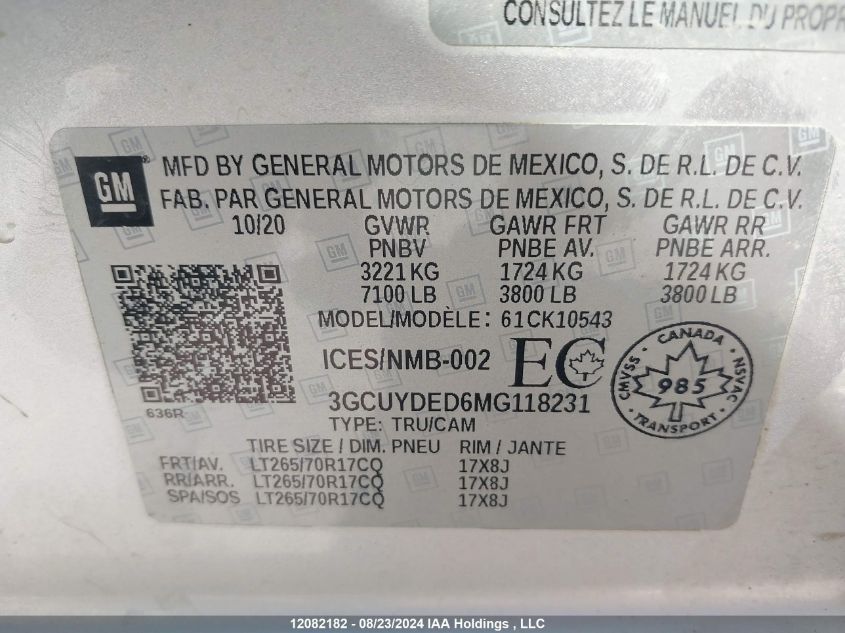 CONSULTEZ LE MANUEL DU PROPR
GM MFD BY GENERAL MOTORS DE MEXICO, S. DE R.L. DE C.V.
FAB. PAR GENERAL MOTORS DE MEXICO, S. DE R.L. DE C.V.
10/20 GVWR GAWR FRT GAWR RR
PNBV PNBE AV. PNBE ARR.
3221 KG 1724 KG 1724 KG
7100 LB 3800 LB 3800 LB
MODEL/MODÈLE: 61CK10543
ICES/NMB-002 EC
CANADA
CMVSS 985 NSVAC
TRANSPORT
3GCUYDED6MG118231
636R
TYPE: TRU/CAM
TIRE SIZE / DIM. PNEU RIM / JANTE
FRT/AV. LT265/70R17CQ 17X8J
RR/ARR. LT265/70R17CQ 17X8J
SPA/SOS LT265/70R17CQ 17X8J
12082182 - 08/23/2024 IAA Holdings , LLC